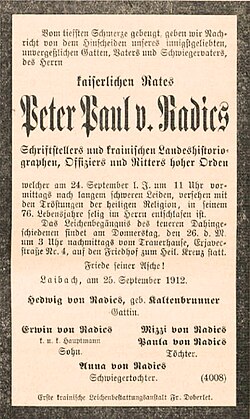 Vom tiefsten Schmerze gebeugt, geben wir Nach-
richt von dem Hinscheiden unseres innigstgeliebten,
unvergeßlichen Gatten, Vaters und Schwiegervaters,
des Herrn
kaiserlichen Rates
Peter Paul v. Radics
Schriftstellers und krainischen Landeshistorio-
graphen, Offiziers und Ritters hoher Orden
welcher am 24. September l. J. um 11 Uhr vor-
mittags nach langem schweren Leiden, versehen mit
den Tröstungen der heiligen Religion, in seinem
76. Lebensjahre selig im Herrn entschlafen ist.
Das Leichenbegängnis des teueren Dahinge-
schiedenen findet am Donnerstag, den 26. d. M.
um 3 Uhr nachmittags vom Trauerhause, Erjavec-
straße Nr. 4, auf den Friedhof zum Heil. Kreuz statt.
Friede seiner Asche!
Laibach, am 25. September 1912.
Hedwig von Radics, geb. Kaltenbrunner
Gattin.
Erwin von Radics
k. u. k. Hauptmann
Sohn.
Mizzi von Radics
Paula von Radics
Töchter.
Anna von Radics
Schwiegertochter.
(4008)
Erste krainische Leichenbestattungsanstalt Fr. Doberlet.